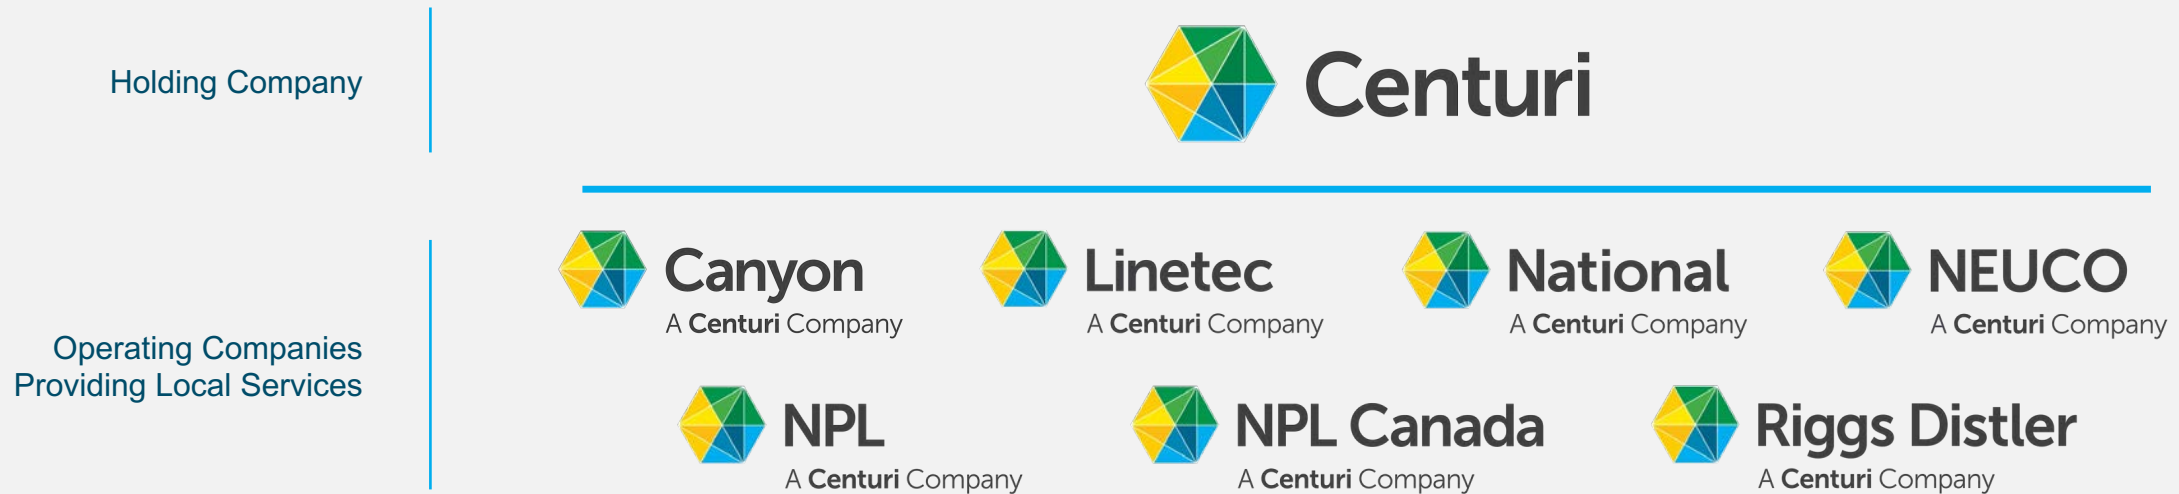 Holding Company
Centuri
Operating Companies
Providing Local Services
Canyon
A Centuri Company
Linetec
A Centuri Company
National
A Centuri Company
NEUCO
A Centuri Company
NPL
A Centuri Company
NPL Canada
A Centuri Company
Riggs Distler
A Centuri Company